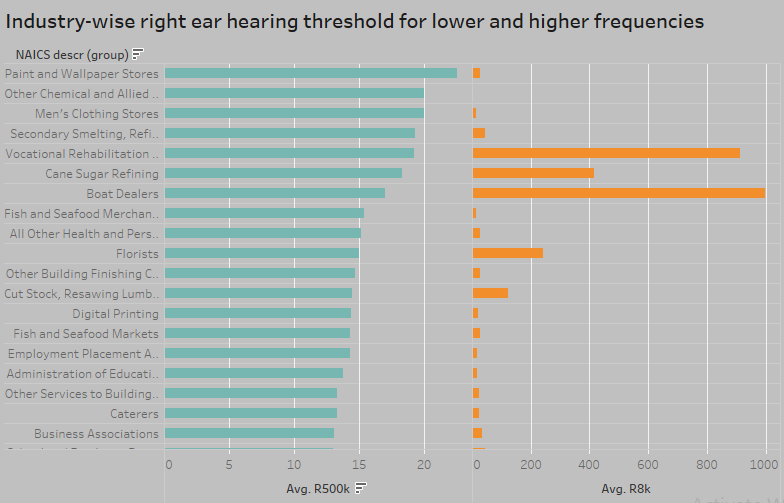 Industry-wise right ear hearing threshold for lower and higher frequencies
NAICS descr (group)
Paint and Wallpaper Stores
Other Chemical and Allied ..
Men's Clothing Stores
Secondary Smelting, Refi..
Vocational Rehabilitation ..
Cane Sugar Refining
Boat Dealers
Fish and Seafood Merchan..
All Other Health and Pers..
Florists
Other Building Finishing C..
Cut Stock, Resawing Lumb..
Digital Printing
Fish and Seafood Markets
Employment Placement A..
Administration of Educati..
Other Services to Building..
Caterers
Business Associations
0 5 10 15 20 0 200 400 600 800 1000
Avg. R500k Avg. R8k